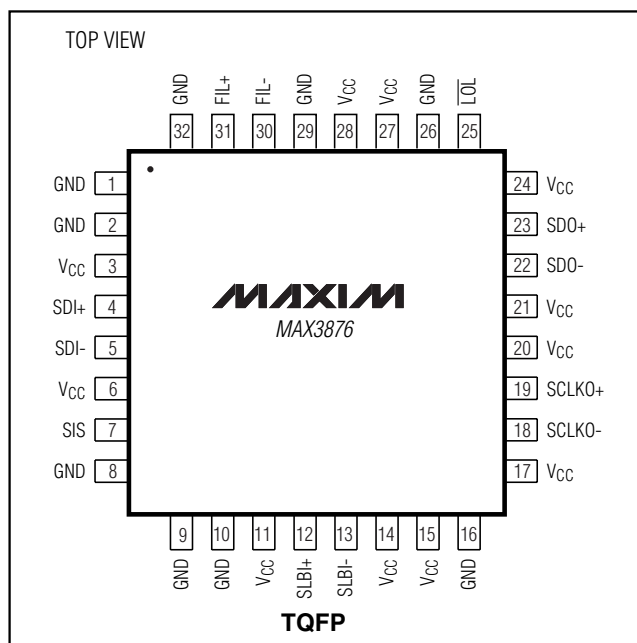 TOP VIEW
GND FIL+ FIL- GND VCC VCC GND L̅O̅L̅
32 31 30 29 28 27 26 25
GND 1
GND 2
VCC 3
SDI+ 4
SDI- 5
VCC 6
SIS 7
GND 8
MAXIM
MAX3876
24 VCC
23 SDO+
22 SDO-
21 VCC
20 VCC
19 SCLKO+
18 SCLKO-
17 VCC
9 10 11 12 13 14 15 16
GND GND VCC SLBI+ SLBI- VCC VCC GND
TQFP